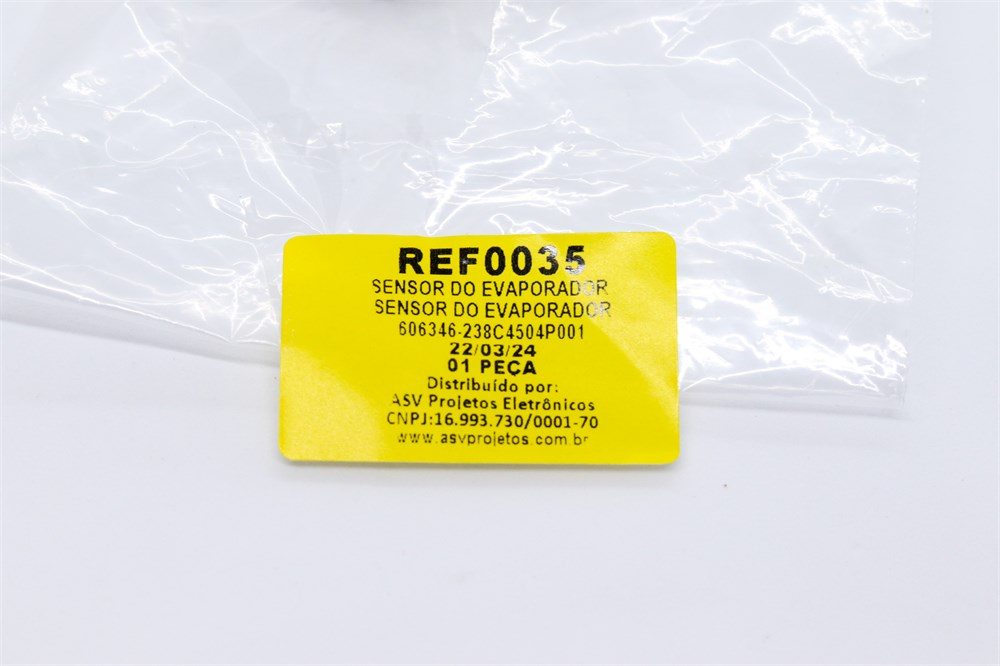 REF0035
SENSOR DO EVAPORADOR
SENSOR DO EVAPORADOR
606346-238C4504P001
22/03/24
01 PEÇA
Distribuído por:
ASV Projetos Eletrônicos
CNPJ:16.993.730/0001-70
www.asvprojetos.com.br